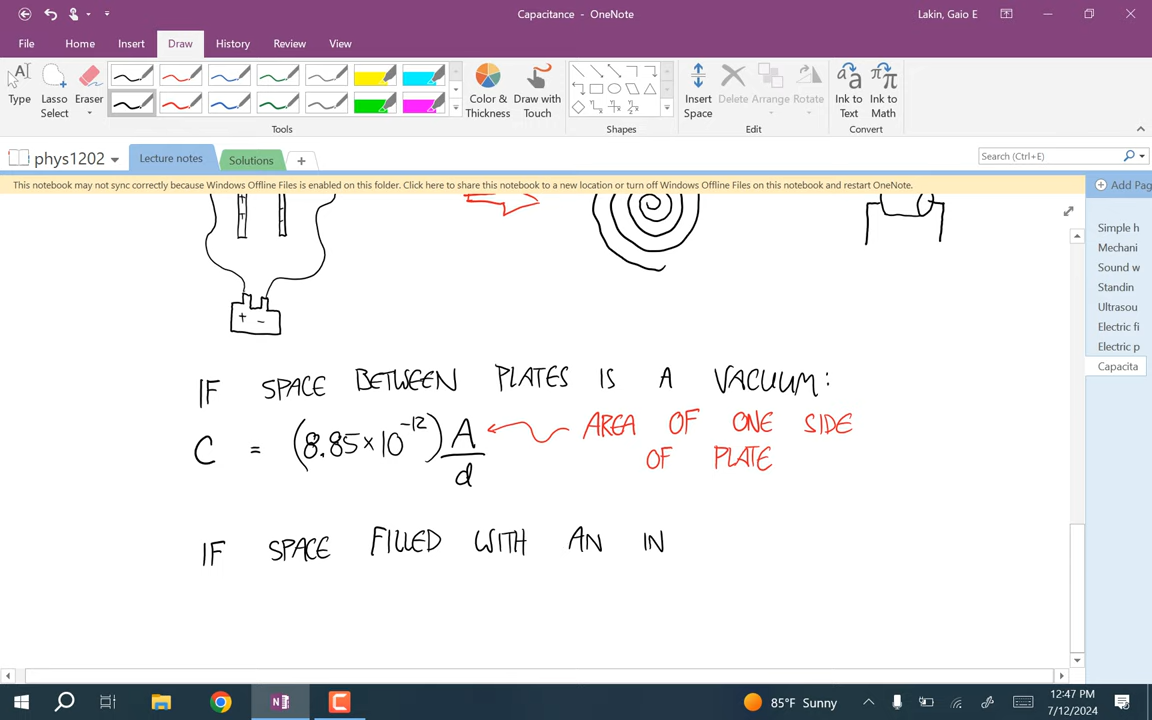 Capacitance - OneNote
Lakin, Gaio E
File Home Insert Draw History Review View
Type
Lasso Select
Eraser
Color & Thickness
Draw with Touch
Insert Space
Delete
Arrange
Rotate
Ink to Text
Ink to Math
Tools
Shapes
Edit
Convert
phys1202
Lecture notes
Solutions
Search (Ctrl+E)
This notebook may not sync correctly because Windows Offline Files is enabled on this folder. Click here to share this notebook to a new location or turn off Windows Offline Files on this notebook and restart OneNote.
Add Pag
Simple h
Mechani
Sound w
Standin
Ultrasou
Electric fi
Electric p
Capacita
+ -
IF SPACE BETWEEN PLATES IS A VACUUM:
C = (8.85×10⁻¹²) A/d
AREA OF ONE SIDE
OF PLATE
IF SPACE FILLED WITH AN IN
85°F Sunny
12:47 PM
7/12/2024